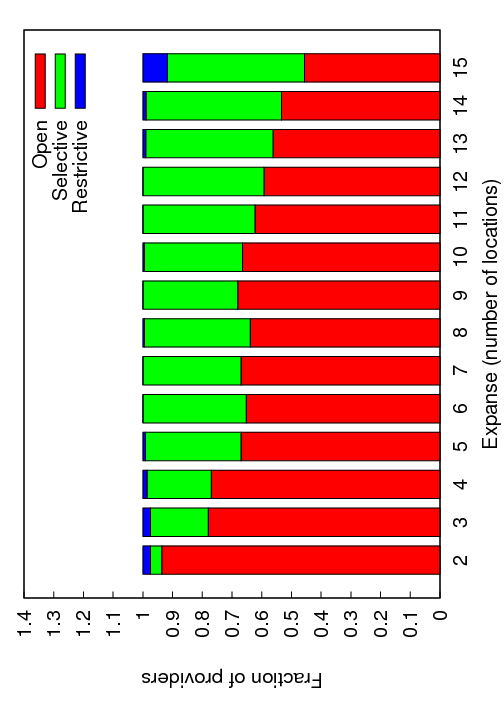 Open
Selective
Restrictive
1.4
1.3
1.2
1.1
1
0.9
0.8
0.7
0.6
0.5
0.4
0.3
0.2
0.1
0
Fraction of providers
2 3 4 5 6 7 8 9 10 11 12 13 14 15
Expanse (number of locations)